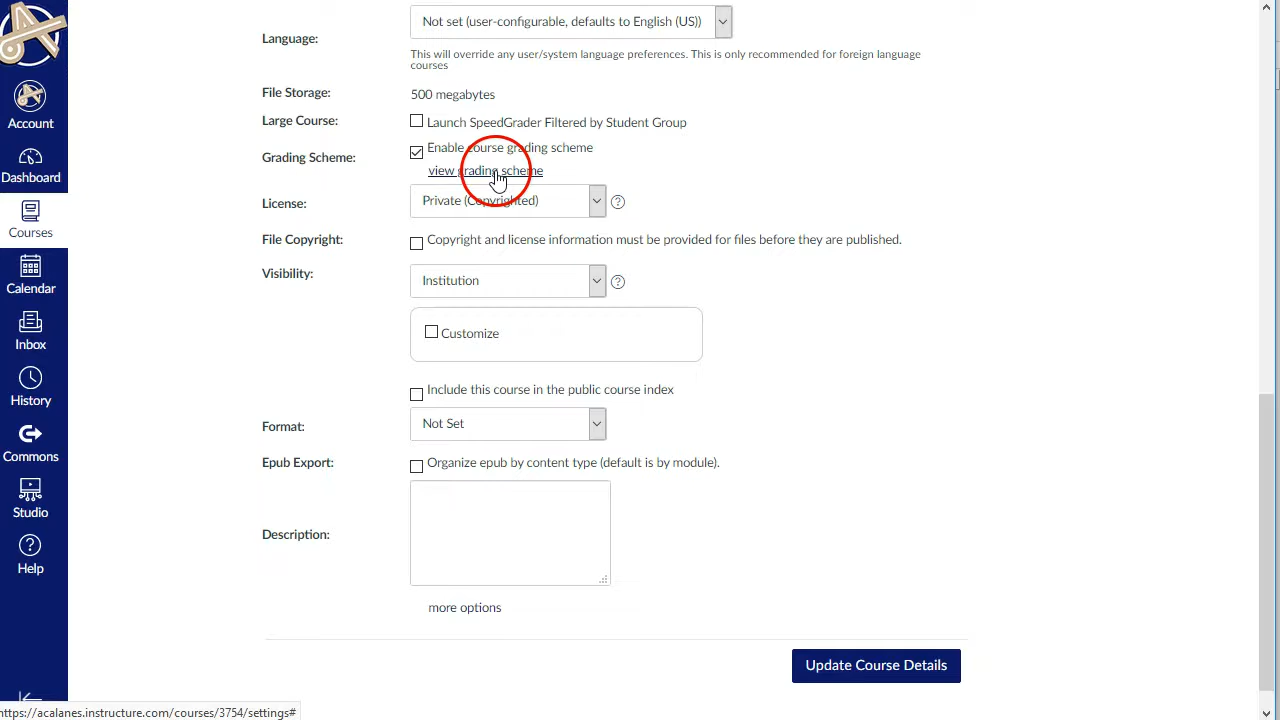 Not set (user-configurable, defaults to English (US))
Language:
This will override any user/system language preferences. This is only recommended for foreign language
courses
File Storage: 500 megabytes
Large Course: Launch SpeedGrader Filtered by Student Group
Enable course grading scheme
Grading Scheme:
view grading scheme
License: Private (Copyrighted)
File Copyright: Copyright and license information must be provided for files before they are published.
Visibility: Institution
Customize
Include this course in the public course index
Format: Not Set
Epub Export: Organize epub by content type (default is by module).
Description:
more options
Update Course Details
Account
Dashboard
Courses
Calendar
Inbox
History
Commons
Studio
Help
https://acalanes.instructure.com/courses/3754/settings#